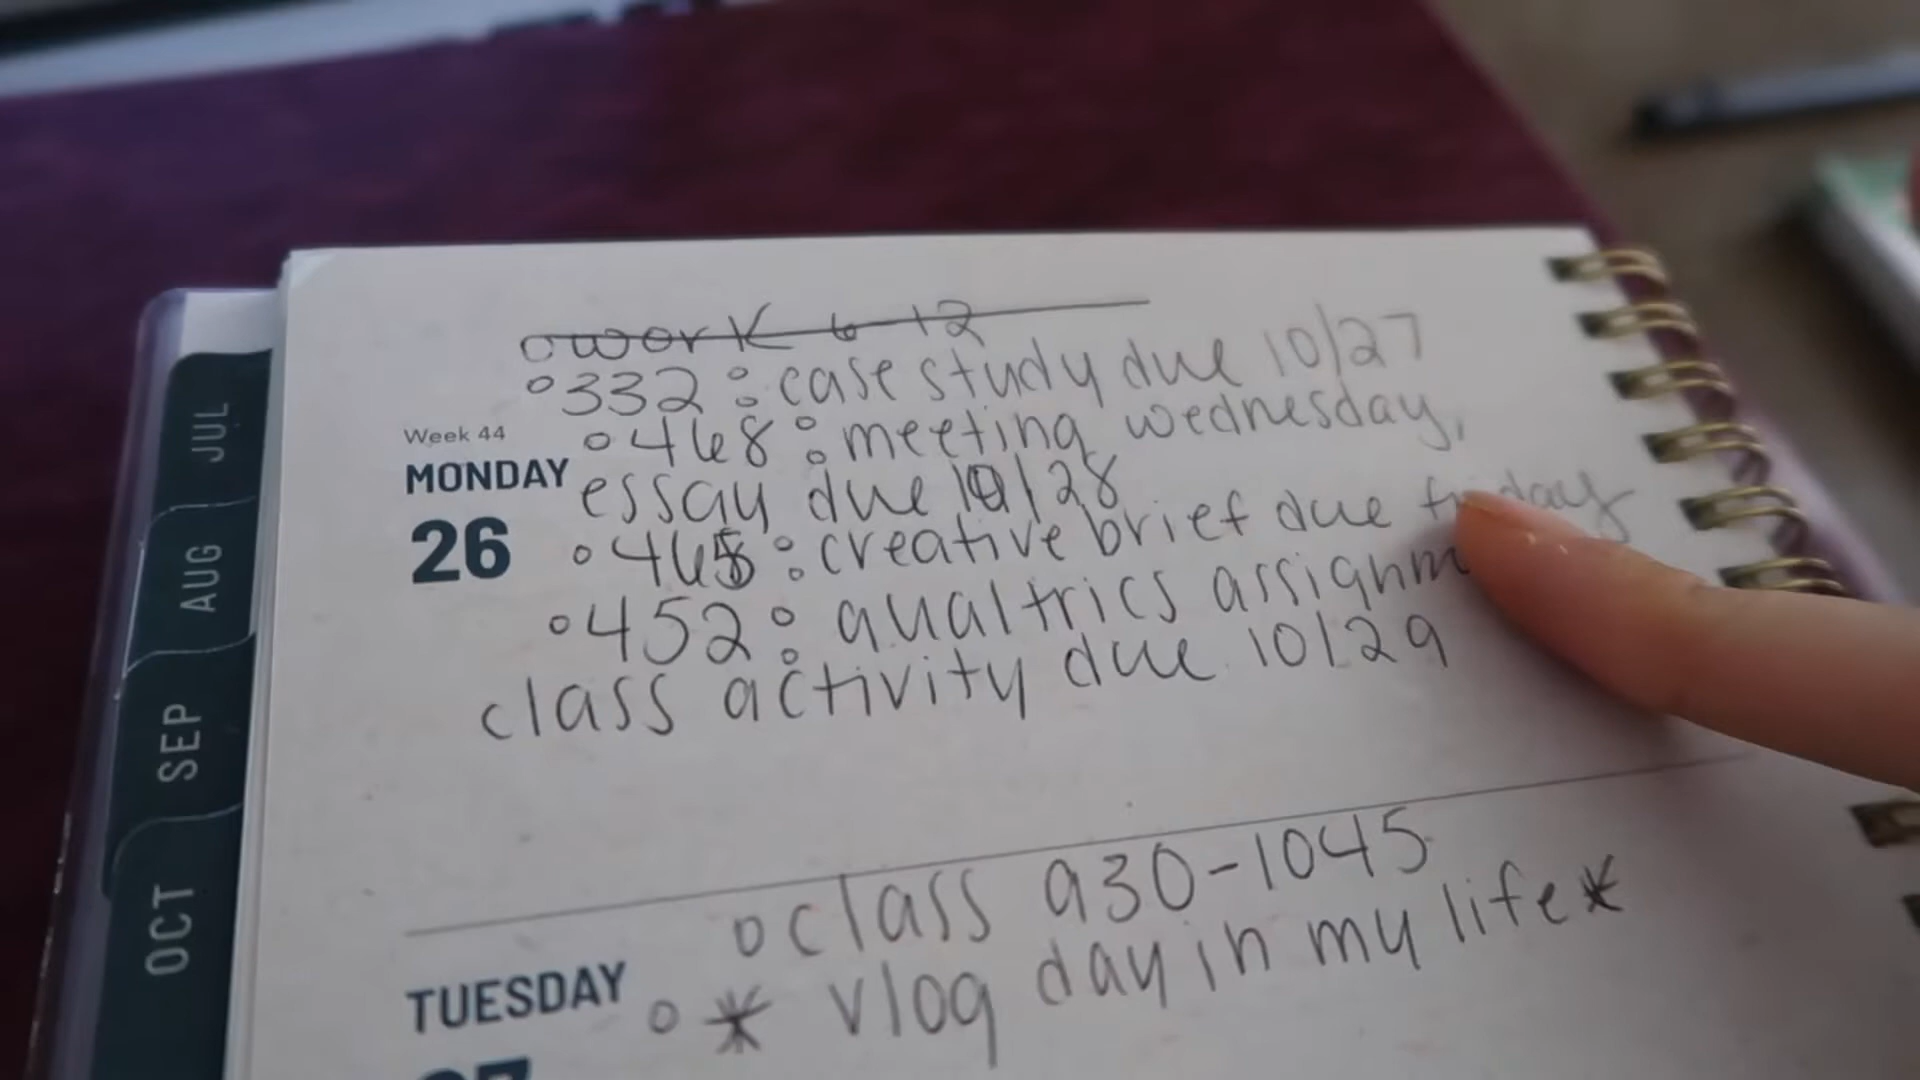 work 6-12
332: case study due 10/27
468: meeting wednesday,
essay due 10/28
465: creative brief due friday
452: qualtrics
class activity due 10/29
Week 44
MONDAY
26
class 930-1045
* vlog day in my life*
TUESDAY
27
JUL
AUG
SEP
OCT